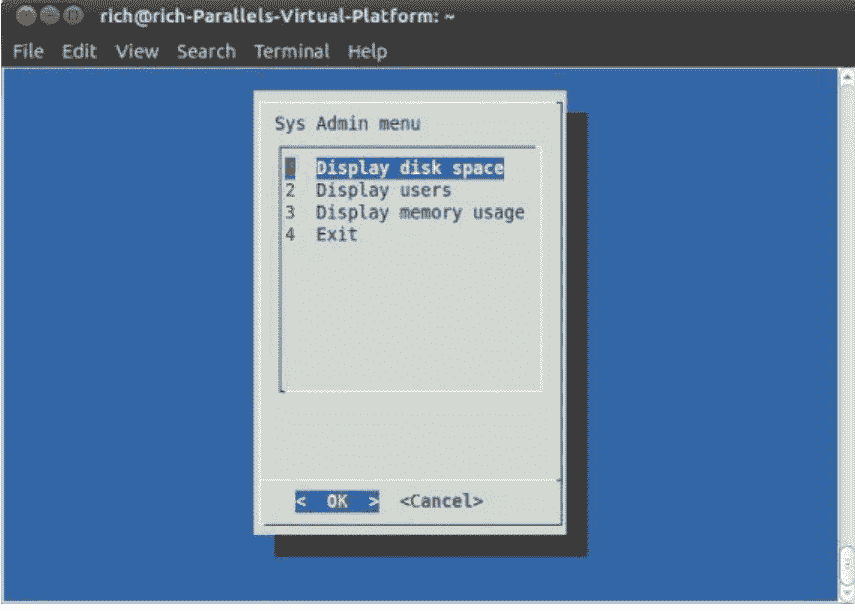 rich@rich-Parallels-Virtual-Platform: ~
File Edit View Search Terminal Help
Sys Admin menu
Display disk space
2 Display users
3 Display memory usage
4 Exit
< OK > <Cancel>